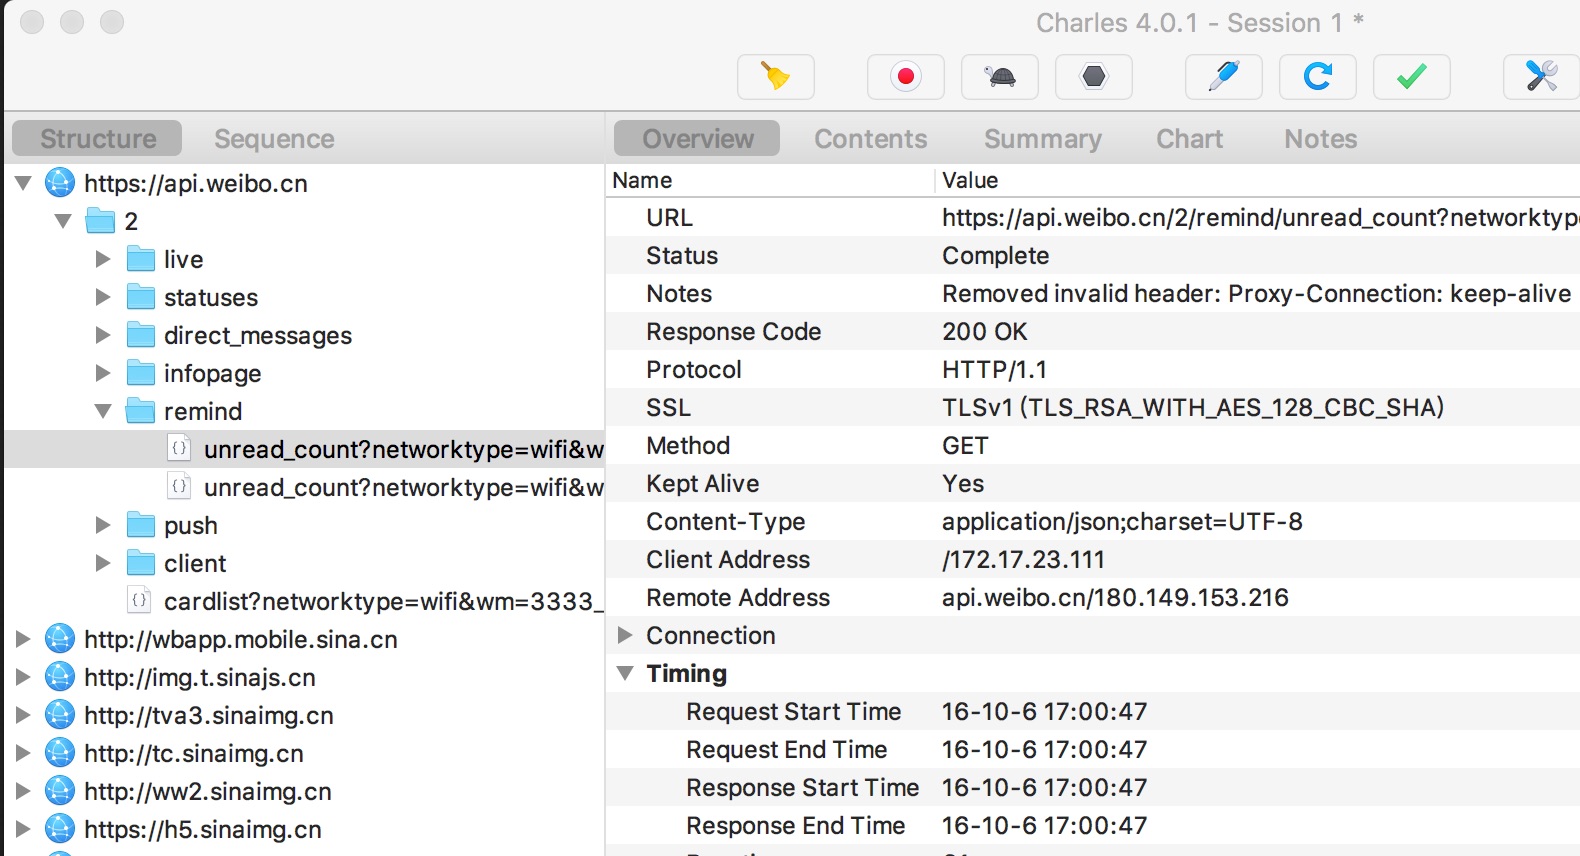 Charles 4.0.1 - Session 1 *
Structure Sequence
Overview Contents Summary Chart Notes
https://api.weibo.cn
2
live
statuses
direct_messages
infopage
remind
unread_count?networktype=wifi&w
unread_count?networktype=wifi&w
push
client
cardlist?networktype=wifi&wm=3333_
http://wbapp.mobile.sina.cn
http://img.t.sinajs.cn
http://tva3.sinaimg.cn
http://tc.sinaimg.cn
http://ww2.sinaimg.cn
https://h5.sinaimg.cn
Name Value
URL https://api.weibo.cn/2/remind/unread_count?networktype
Status Complete
Notes Removed invalid header: Proxy-Connection: keep-alive
Response Code 200 OK
Protocol HTTP/1.1
SSL TLSv1 (TLS_RSA_WITH_AES_128_CBC_SHA)
Method GET
Kept Alive Yes
Content-Type application/json;charset=UTF-8
Client Address /172.17.23.111
Remote Address api.weibo.cn/180.149.153.216
Connection
Timing
Request Start Time 16-10-6 17:00:47
Request End Time 16-10-6 17:00:47
Response Start Time 16-10-6 17:00:47
Response End Time 16-10-6 17:00:47